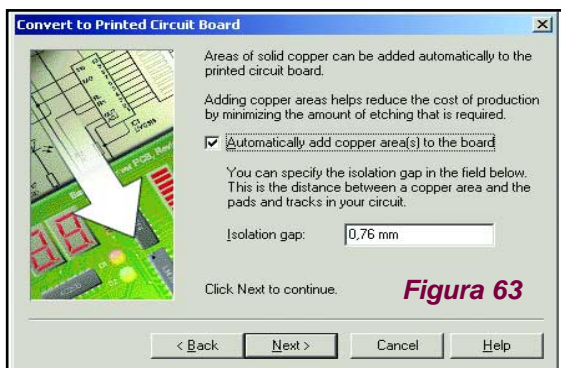 Convert to Printed Circuit Board
Areas of solid copper can be added automatically to the
printed circuit board.
Adding copper areas helps reduce the cost of production
by minimizing the amount of etching that is required.
Automatically add copper area(s) to the board
You can specify the isolation gap in the field below.
This is the distance between a copper area and the
pads and tracks in your circuit.
Isolation gap: 0,76 mm
Click Next to continue.
Figura 63
< Back Next > Cancel Help